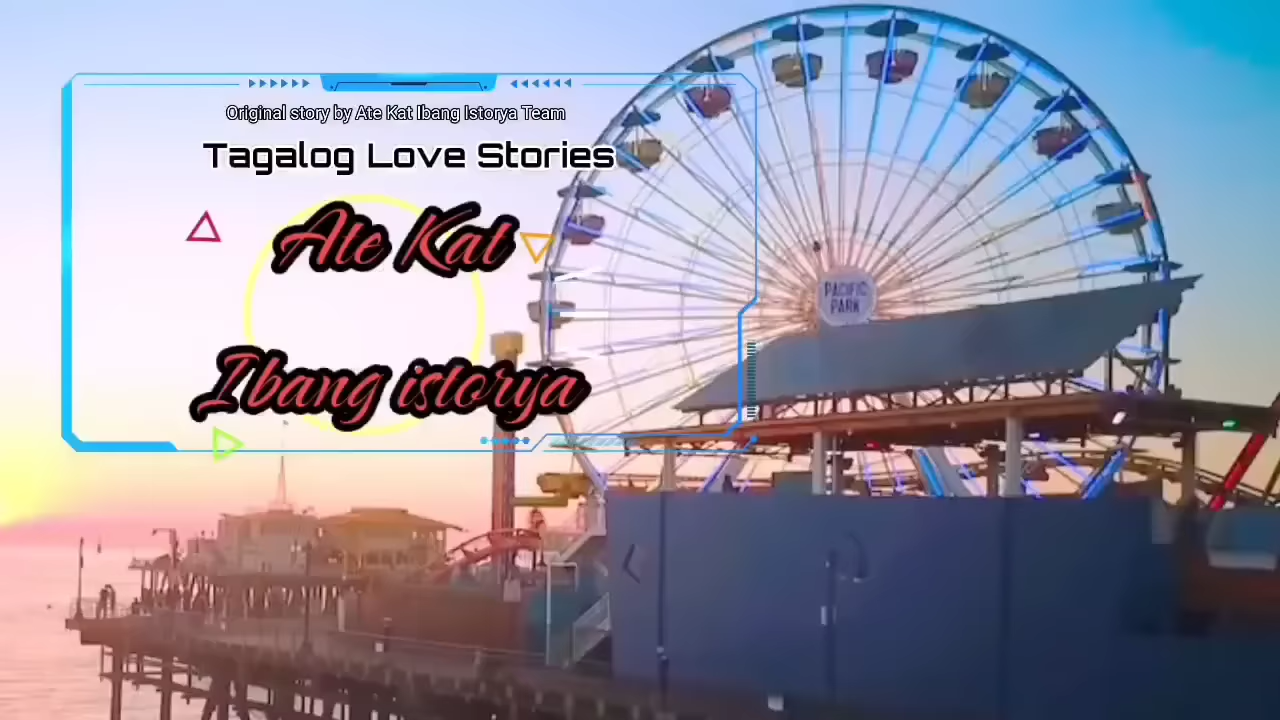 Original story by Ate Kat Ibang Istorya Team
Tagalog Love Stories
Ate Kat
Ibang istorya
PACIFIC
PARK